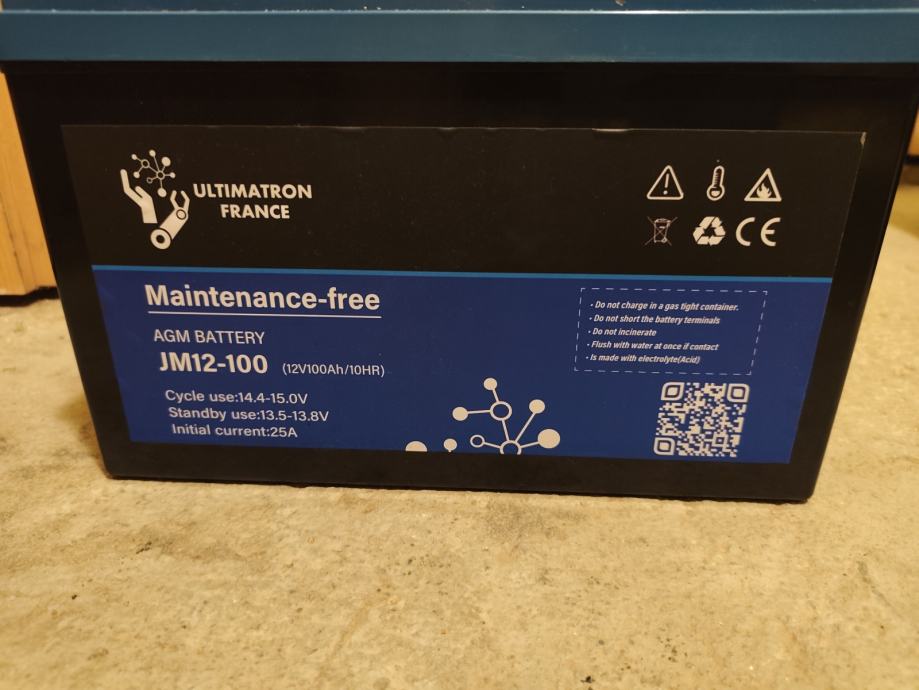 ULTIMATRON
FRANCE
CE
Maintenance-free
AGM BATTERY
JM12-100 (12V100Ah/10HR)
Cycle use:14.4-15.0V
Standby use:13.5-13.8V
Initial current:25A
• Do not charge in a gas tight container.
• Do not short the battery terminals
• Do not incinerate
• Flush with water at once if contact
• Is made with electrolyte(Acid)